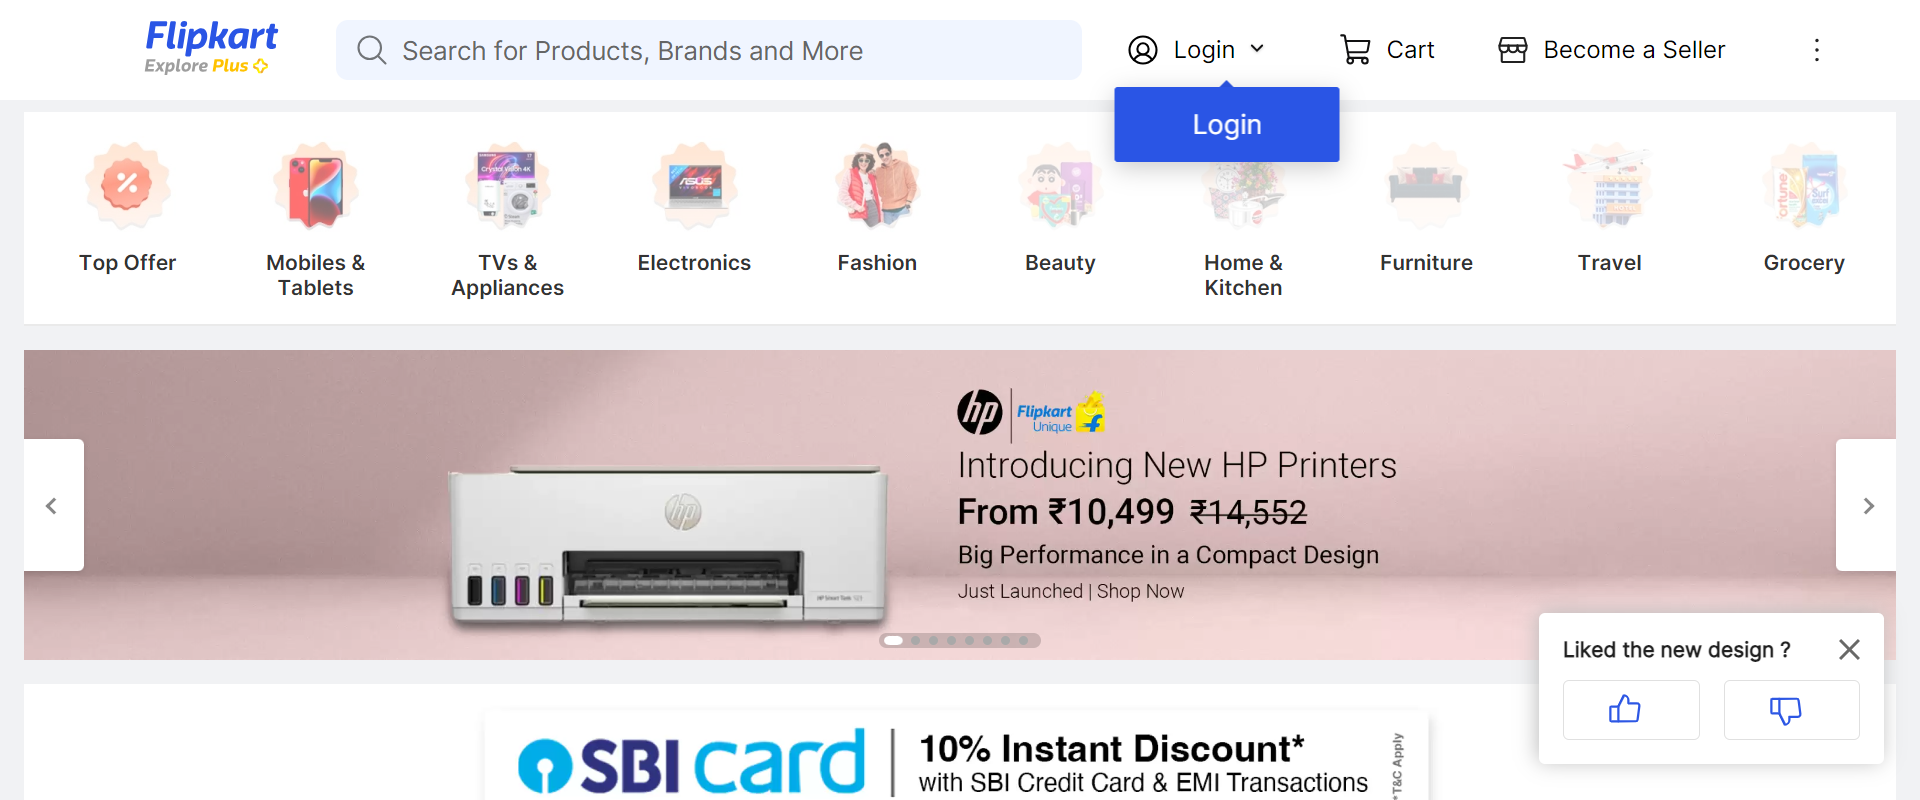 Flipkart
Explore Plus
Search for Products, Brands and More
Login
Cart
Become a Seller
Login
Top Offer
Mobiles &
Tablets
TVs &
Appliances
Electronics
Fashion
Beauty
Home &
Kitchen
Furniture
Travel
Grocery
hp
Flipkart
Unique
Introducing New HP Printers
From ₹10,499 ₹14,552
Big Performance in a Compact Design
Just Launched | Shop Now
hp
Liked the new design ?
SBI card
10% Instant Discount*
with SBI Credit Card & EMI Transactions
*T&C Apply